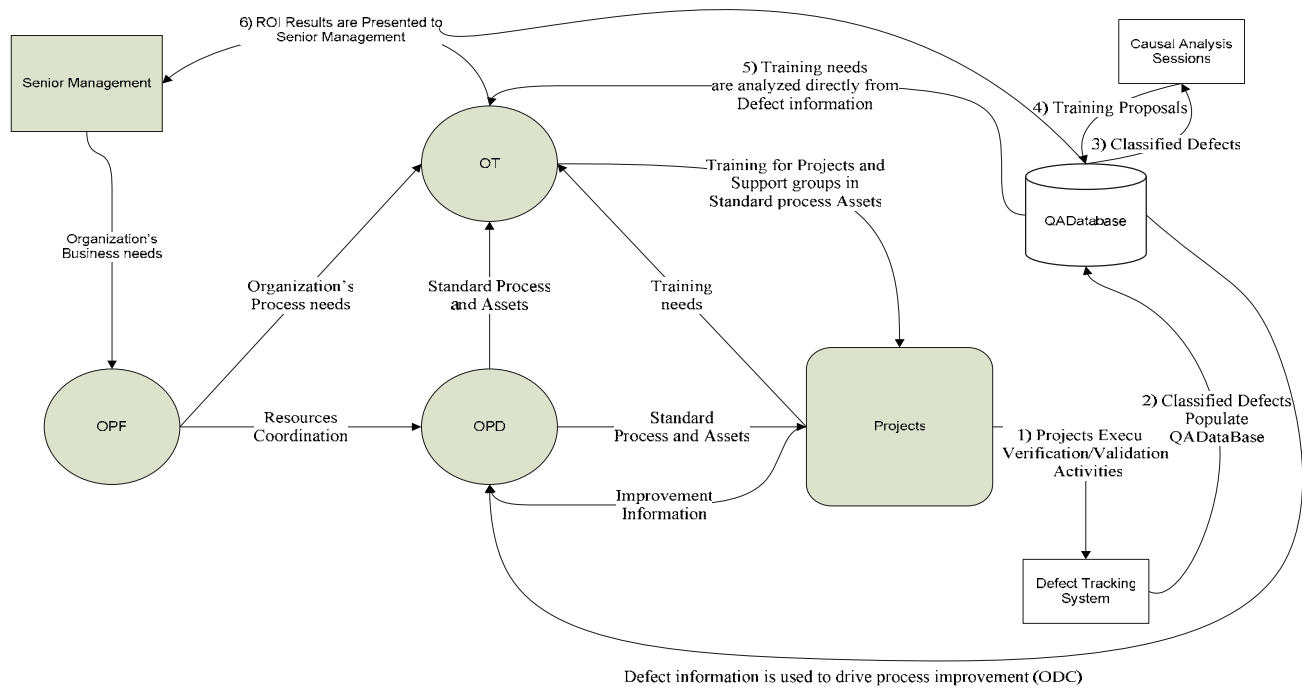 6) ROI Results are Presented to
Senior Management
Senior Management
Causal Analysis
Sessions
5) Training needs
are analyzed directly from
Defect information
4) Training Proposals
3) Classified Defects
OT
Training for Projects and
Support groups in
Standard process Assets
QADatabase
Organization's
Business needs
Organization's
Process needs
Standard Process
and Assets
Training
needs
OPF
Resources
Coordination
OPD
Standard
Process and Assets
Projects
2) Classified Defects
Populate
QADataBase
1) Projects Execu
Verification/Validation
Activities
Improvement
Information
Defect Tracking
System
Defect information is used to drive process improvement (ODC)